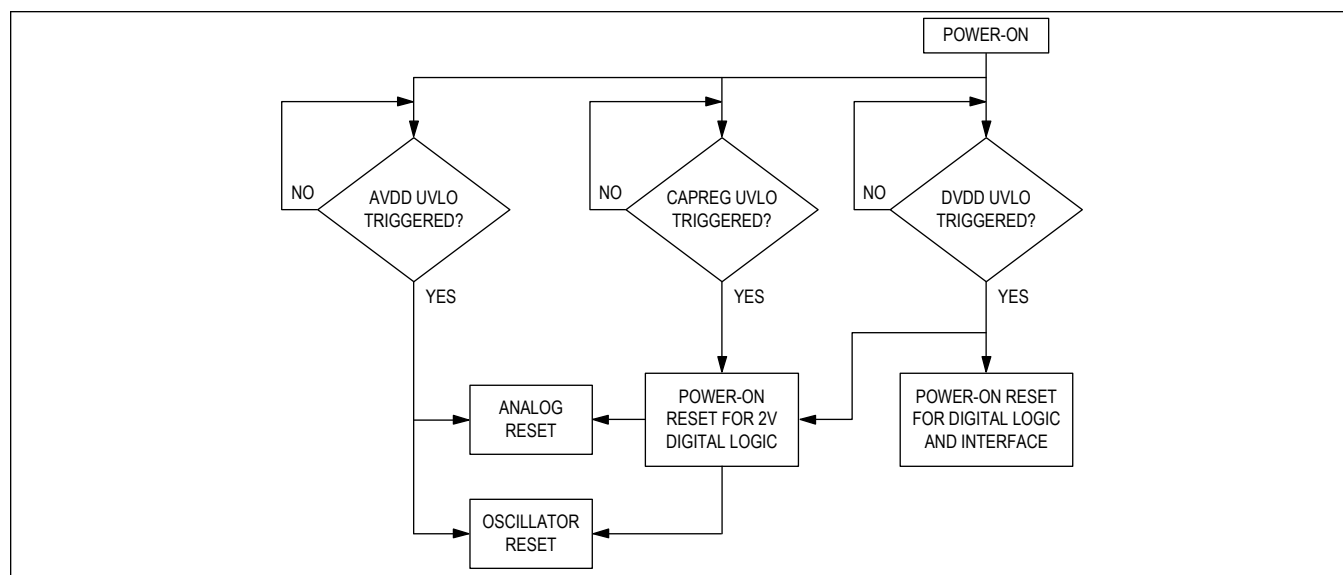 POWER-ON
NO
AVDD UVLO
TRIGGERED?
YES
NO
CAPREG UVLO
TRIGGERED?
YES
NO
DVDD UVLO
TRIGGERED?
YES
ANALOG
RESET
POWER-ON
RESET FOR 2V
DIGITAL LOGIC
POWER-ON RESET
FOR DIGITAL LOGIC
AND INTERFACE
OSCILLATOR
RESET